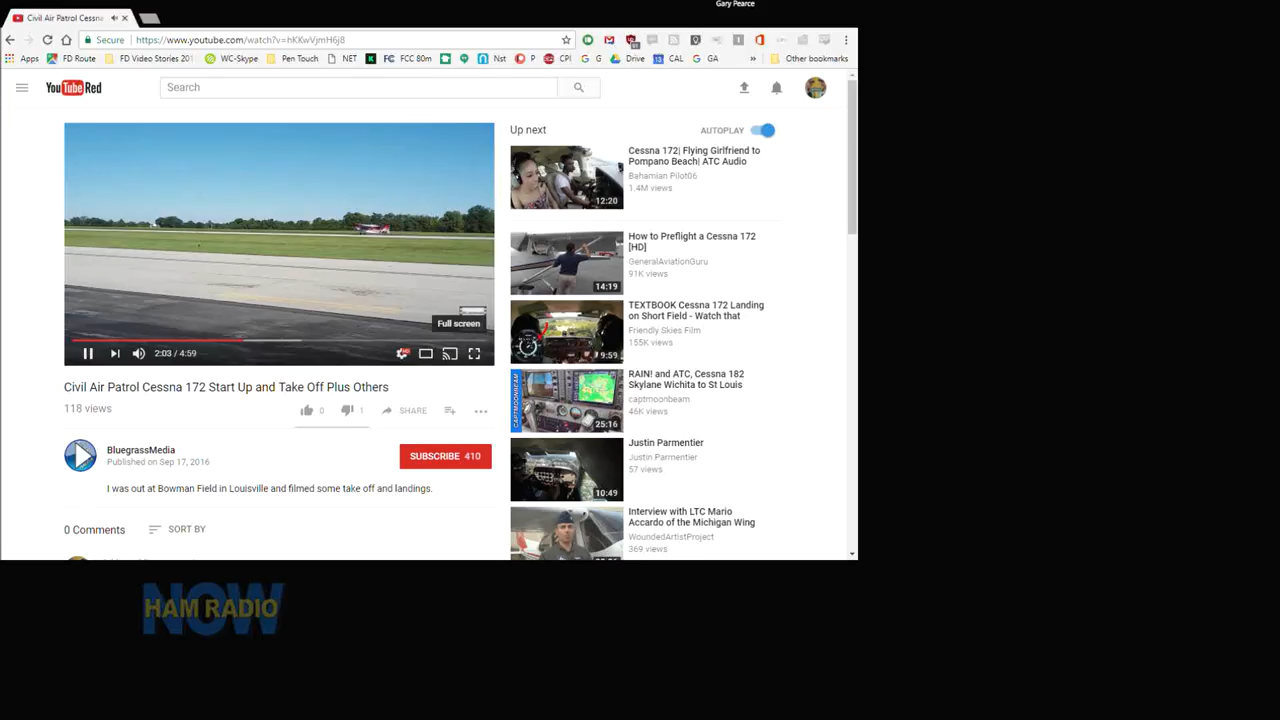 Gary Pearce
Civil Air Patrol Cessna
Secure https://www.youtube.com/watch?v=hKKwVjmH6j8
Apps FD Route FD Video Stories 201 WC-Skype Pen Touch NET FCC 80m Nst P CPI G Drive CAL GA » Other bookmarks
YouTube Red
Search
Up next
AUTOPLAY
Cessna 172| Flying Girlfriend to
Pompano Beach| ATC Audio
Bahamian Pilot06
1.4M views
12:20
How to Preflight a Cessna 172
[HD]
GeneralAviationGuru
91K views
14:19
TEXTBOOK Cessna 172 Landing
on Short Field - Watch that
Friendly Skies Film
155K views
9:59
RAIN! and ATC, Cessna 182
Skylane Wichita to St Louis
captmoonbeam
46K views
CAPTMOONBEAM
25:16
Justin Parmentier
Justin Parmentier
57 views
10:49
Interview with LTC Mario
Accardo of the Michigan Wing
WoundedArtistProject
369 views
Full screen
2:03 / 4:59
Civil Air Patrol Cessna 172 Start Up and Take Off Plus Others
118 views
0 1 SHARE
BluegrassMedia
Published on Sep 17, 2016
SUBSCRIBE 410
I was out at Bowman Field in Louisville and filmed some take off and landings.
0 Comments SORT BY
NOW
HAM RADIO